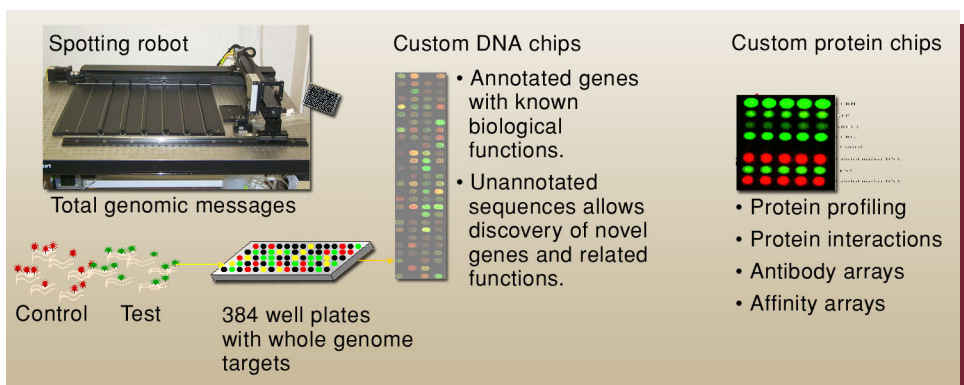 Spotting robot
Total genomic messages
Control
Test
384 well plates
with whole genome
targets
Custom DNA chips
• Annotated genes
with known
biological
functions.
• Unannotated
sequences allows
discovery of novel
genes and related
functions.
Custom protein chips
Control
• Protein profiling
• Protein interactions
• Antibody arrays
• Affinity arrays